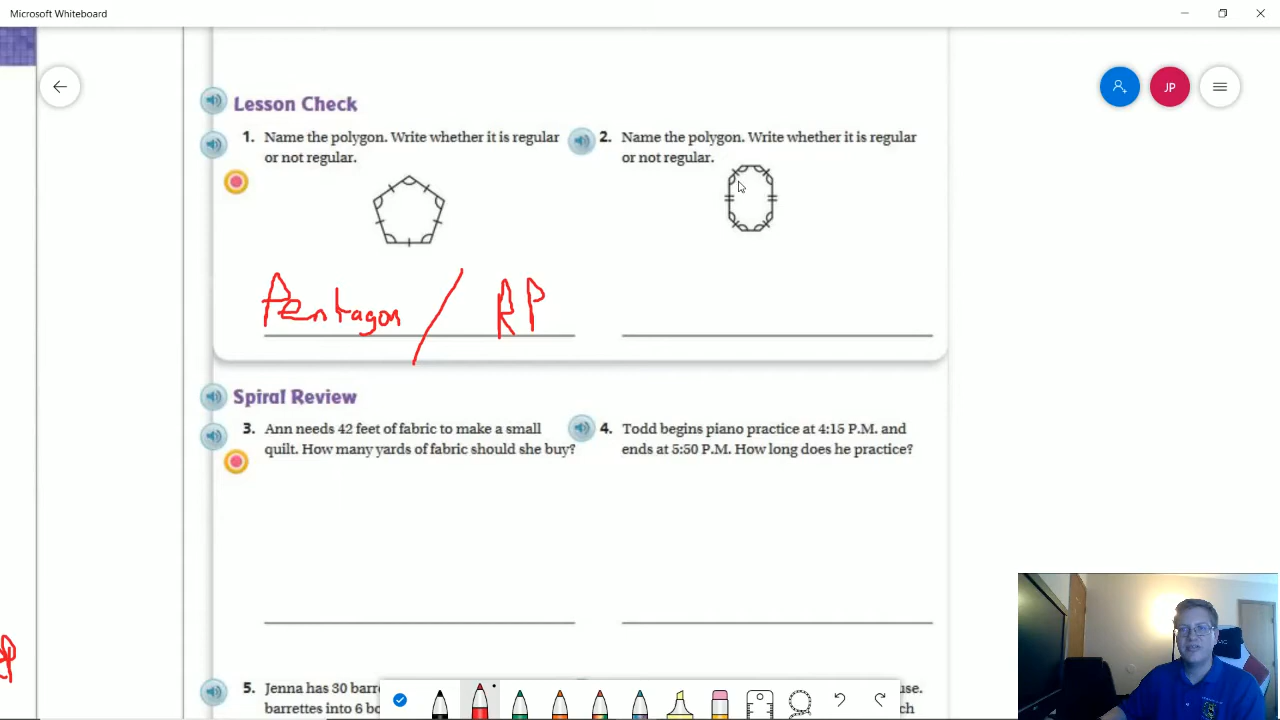 Microsoft Whiteboard
JP
Lesson Check
1. Name the polygon. Write whether it is regular
or not regular.
Pentagon / RP
2. Name the polygon. Write whether it is regular
or not regular.
Spiral Review
3. Ann needs 42 feet of fabric to make a small
quilt. How many yards of fabric should she buy?
4. Todd begins piano practice at 4:15 P.M. and
ends at 5:50 P.M. How long does he practice?
5. Jenna has 30
barrettes into 6